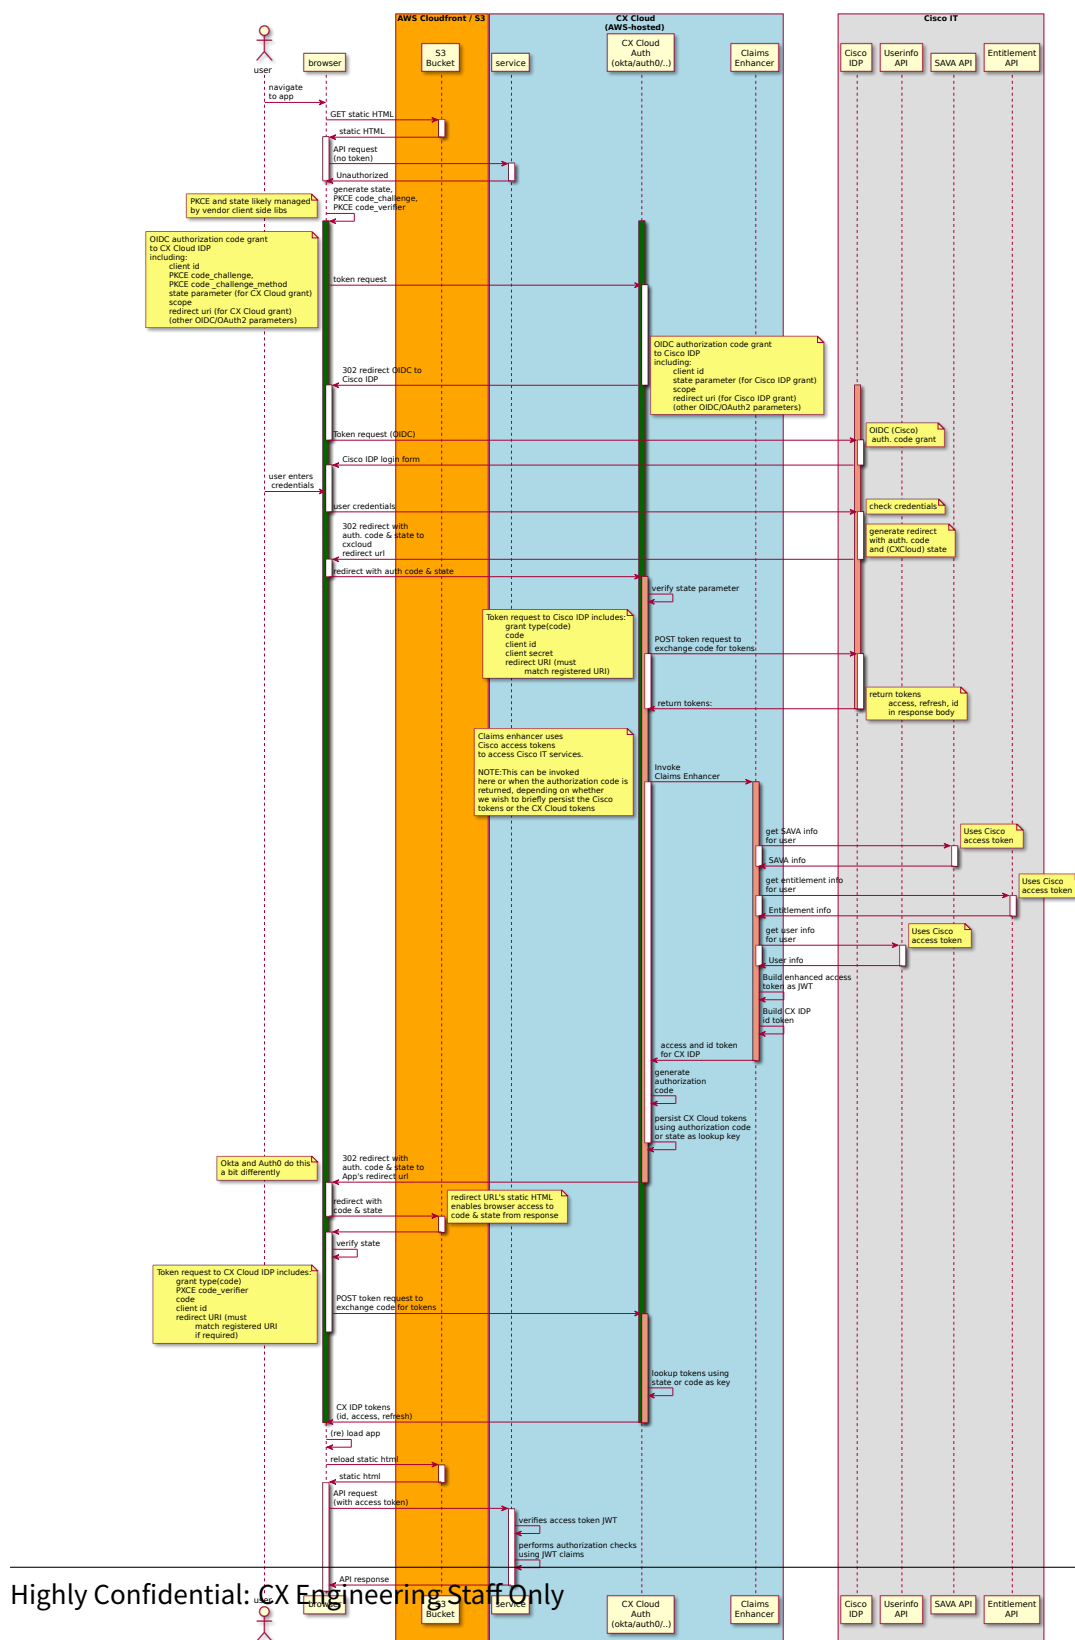 AWS Cloudfront / S3
CX Cloud
(AWS-hosted)
Cisco IT
user
browser
S3
Bucket
service
CX Cloud
Auth
(okta/auth0/..)
Claims
Enhancer
Cisco
IDP
Userinfo
API
SAVA API
Entitlement
API
navigate
to app
GET static HTML
static HTML
API request
(no token)
Unauthorized
generate state,
PKCE code_challenge,
PKCE code_verifier
PKCE and state likely managed
by vendor client side libs
OIDC authorization code grant
to CX Cloud IDP
including:
client id
PKCE code_challenge,
PKCE code _challenge_method
state parameter (for CX Cloud grant)
scope
redirect uri (for CX Cloud grant)
(other OIDC/OAuth2 parameters)
token request
OIDC authorization code grant
to Cisco IDP
including:
client id
state parameter (for Cisco IDP grant)
scope
redirect uri (for Cisco IDP grant)
(other OIDC/OAuth2 parameters)
302 redirect OIDC to
Cisco IDP
Token request (OIDC)
OIDC (Cisco)
auth. code grant
Cisco IDP login form
user enters
credentials
user credentials
check credentials
generate redirect
with auth. code
and (CXCloud) state
302 redirect with
auth. code & state to
cxcloud
redirect url
redirect with auth code & state
verify state parameter
Token request to Cisco IDP includes:
grant type(code)
code
client id
client secret
redirect URI (must
match registered URI)
POST token request to
exchange code for tokens
return tokens
access, refresh, id
in response body
return tokens:
Claims enhancer uses
Cisco access tokens
to access Cisco IT services.
NOTE:This can be invoked
here or when the authorization code is
returned, depending on whether
we wish to briefly persist the Cisco
tokens or the CX Cloud tokens
Invoke
Claims Enhancer
get SAVA info
for user
Uses Cisco
access token
SAVA info
get entitlement info
for user
Uses Cisco
access token
Entitlement info
get user info
for user
Uses Cisco
access token
User info
Build enhanced access
token as JWT
Build CX IDP
id token
access and id token
for CX IDP
generate
authorization
code
persist CX Cloud tokens
using authorization code
or state as lookup key
Okta and Auth0 do this
a bit differently
302 redirect with
auth. code & state to
App's redirect url
redirect with
code & state
redirect URL's static HTML
enables browser access to
code & state from response
verify state
Token request to CX Cloud IDP includes:
grant type(code)
PXCE code_verifier
code
client id
redirect URI (must
match registered URI
if required)
POST token request to
exchange code for tokens
lookup tokens using
state or code as key
CX IDP tokens
(id, access, refresh)
(re) load app
reload static html
static html
API request
(with access token)
verifies access token JWT
performs authorization checks
using JWT claims
API response
Highly Confidential: CX Engineering Staff Only
user
browser
S3
Bucket
service
CX Cloud
Auth
(okta/auth0/..)
Claims
Enhancer
Cisco
IDP
Userinfo
API
SAVA API
Entitlement
API